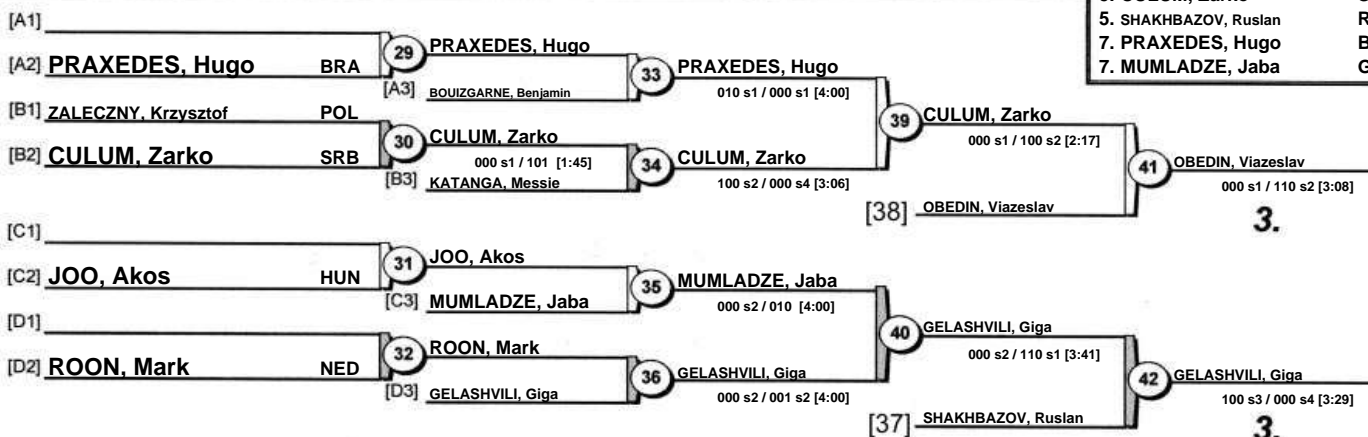 [A1]
[A2] PRAXEDES, Hugo BRA
29
PRAXEDES, Hugo
[A3] BOUIZGARNE, Benjamin
33
PRAXEDES, Hugo
010 s1 / 000 s1 [4:00]
[B1] ZALECZNY, Krzysztof POL
[B2] CULUM, Zarko SRB
30
CULUM, Zarko
000 s1 / 101 [1:45]
[B3] KATANGA, Messie
34
CULUM, Zarko
100 s2 / 000 s4 [3:06]
39
CULUM, Zarko
000 s1 / 100 s2 [2:17]
[38] OBEDIN, Viazeslav
41
OBEDIN, Viazeslav
000 s1 / 110 s2 [3:08]
3.
[C1]
[C2] JOO, Akos HUN
31
JOO, Akos
[C3] MUMLADZE, Jaba
35
MUMLADZE, Jaba
000 s2 / 010 [4:00]
[D1]
[D2] ROON, Mark NED
32
ROON, Mark
[D3] GELASHVILI, Giga
36
GELASHVILI, Giga
000 s2 / 001 s2 [4:00]
40
GELASHVILI, Giga
000 s2 / 110 s1 [3:41]
[37] SHAKHBAZOV, Ruslan
42
GELASHVILI, Giga
100 s3 / 000 s4 [3:29]
3.
5. SHAKHBAZOV, Ruslan R
7. PRAXEDES, Hugo B
7. MUMLADZE, Jaba G